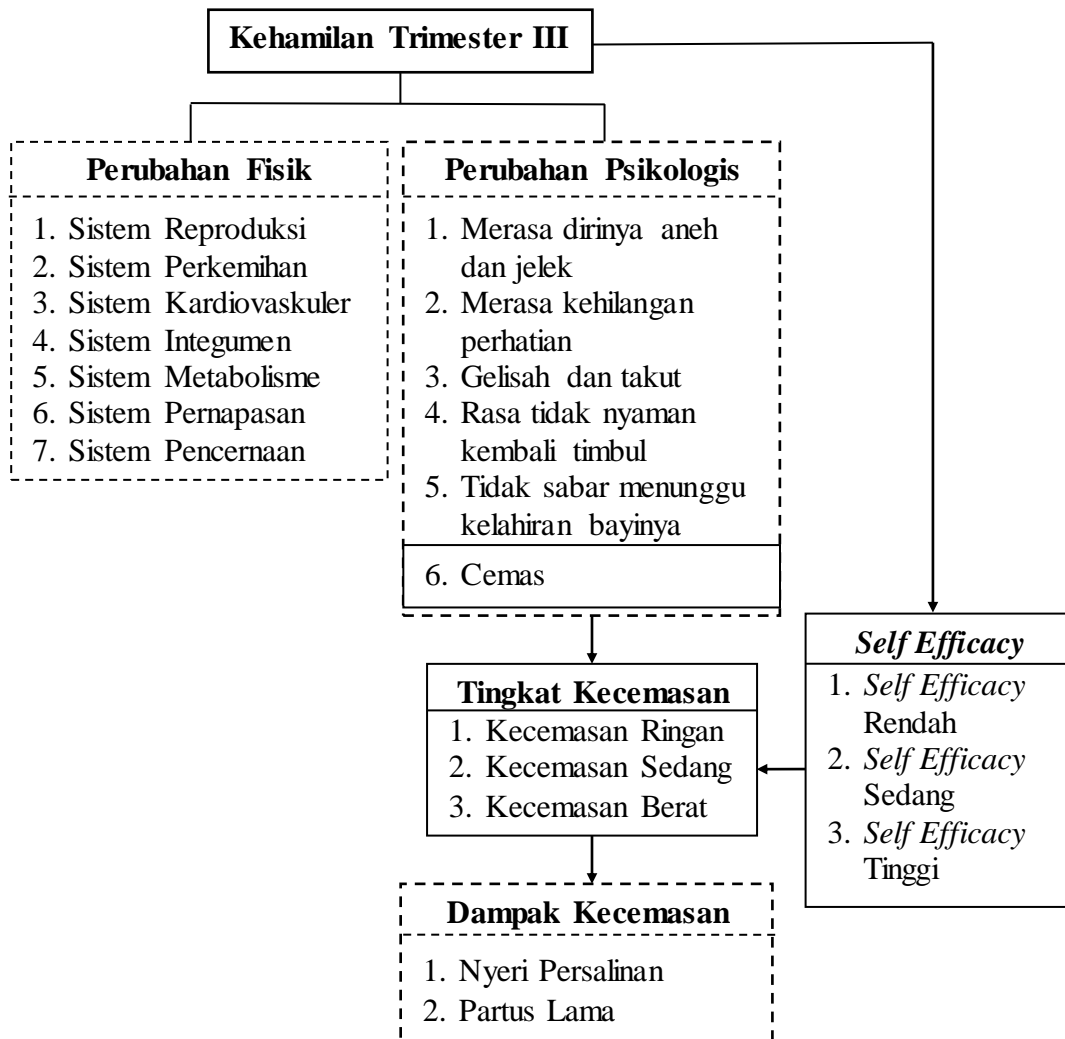 Kehamilan Trimester III
Perubahan Fisik
1. Sistem Reproduksi
2. Sistem Perkemihan
3. Sistem Kardiovaskuler
4. Sistem Integumen
5. Sistem Metabolisme
6. Sistem Pernapasan
7. Sistem Pencernaan
Perubahan Psikologis
1. Merasa dirinya aneh
dan jelek
2. Merasa kehilangan
perhatian
3. Gelisah dan takut
4. Rasa tidak nyaman
kembali timbul
5. Tidak sabar menunggu
kelahiran bayinya
6. Cemas
Self Efficacy
1. Self Efficacy
Rendah
2. Self Efficacy
Sedang
3. Self Efficacy
Tinggi
Tingkat Kecemasan
1. Kecemasan Ringan
2. Kecemasan Sedang
3. Kecemasan Berat
Dampak Kecemasan
1. Nyeri Persalinan
2. Partus Lama